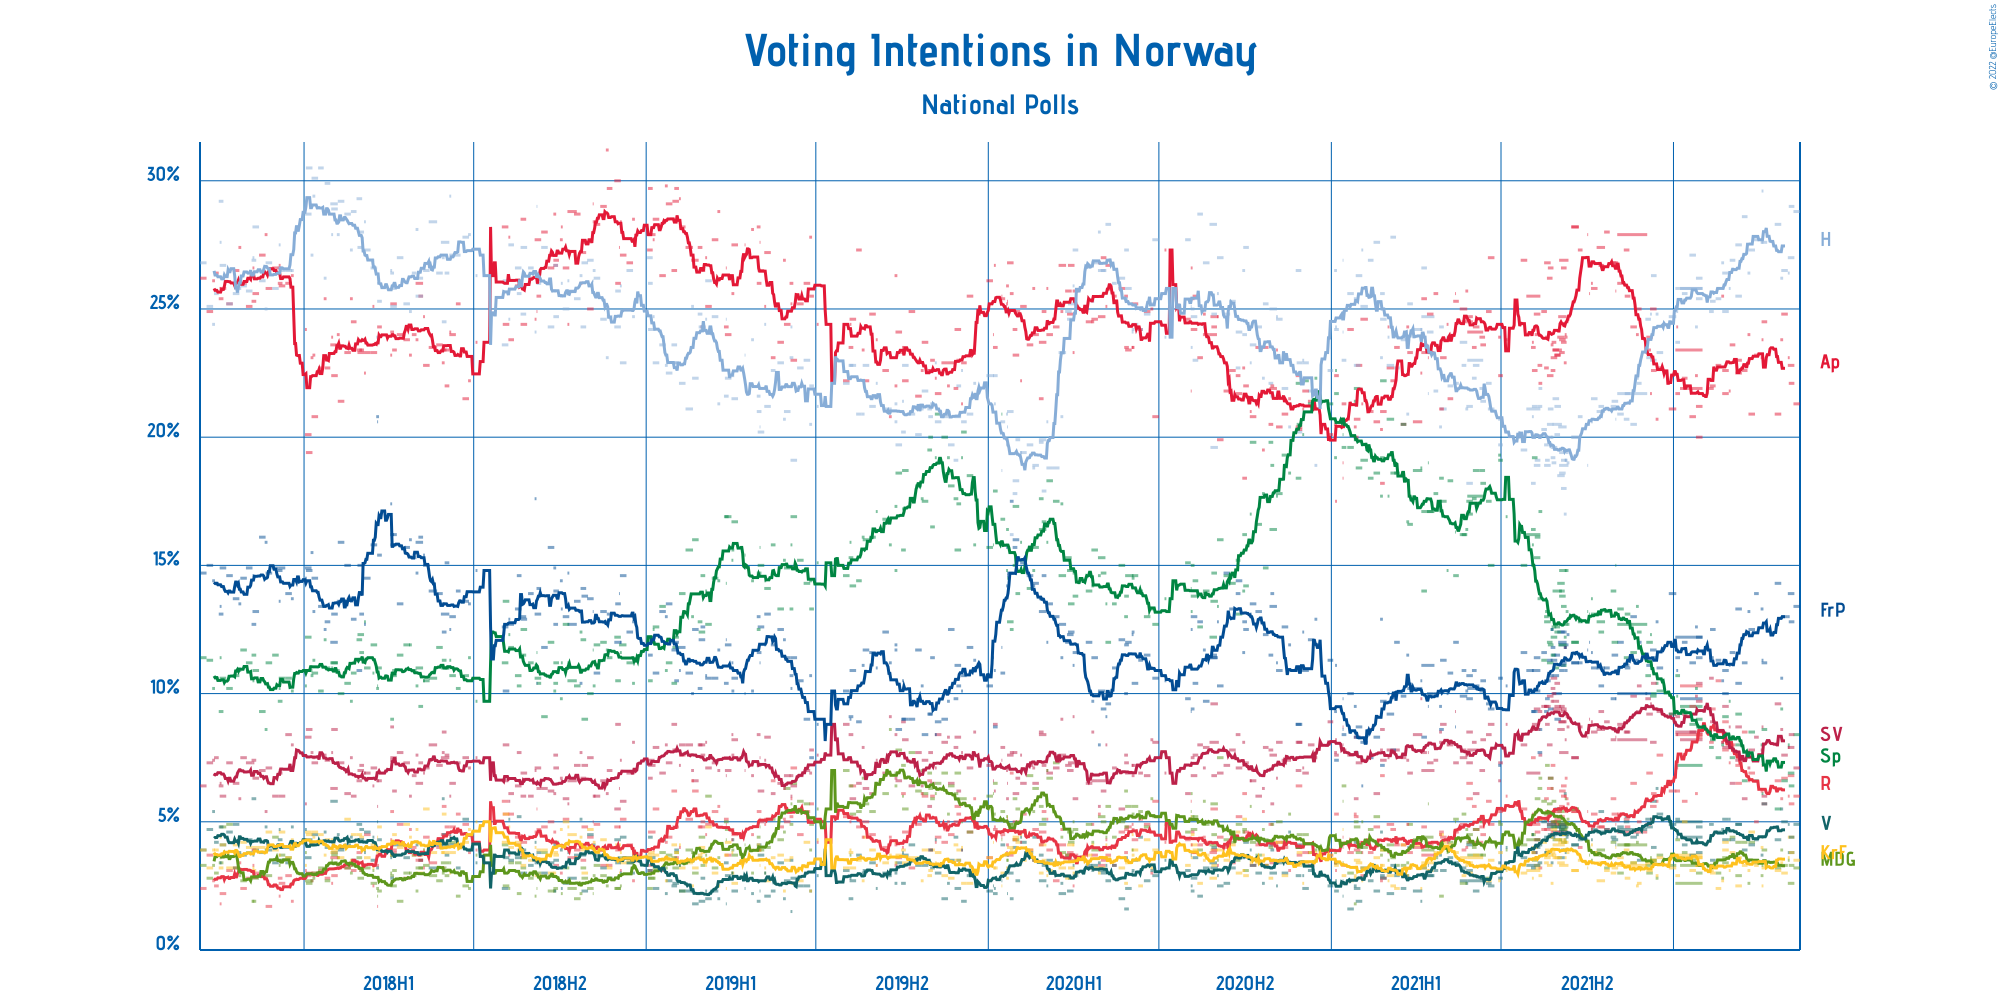 © 2022 @EuropeElects
Voting Intentions in Norway
National Polls
30%
25%
20%
15%
10%
5%
0%
H
Ap
FrP
SV
Sp
R
V
KrF
MDG
2018H1
2018H2
2019H1
2019H2
2020H1
2020H2
2021H1
2021H2